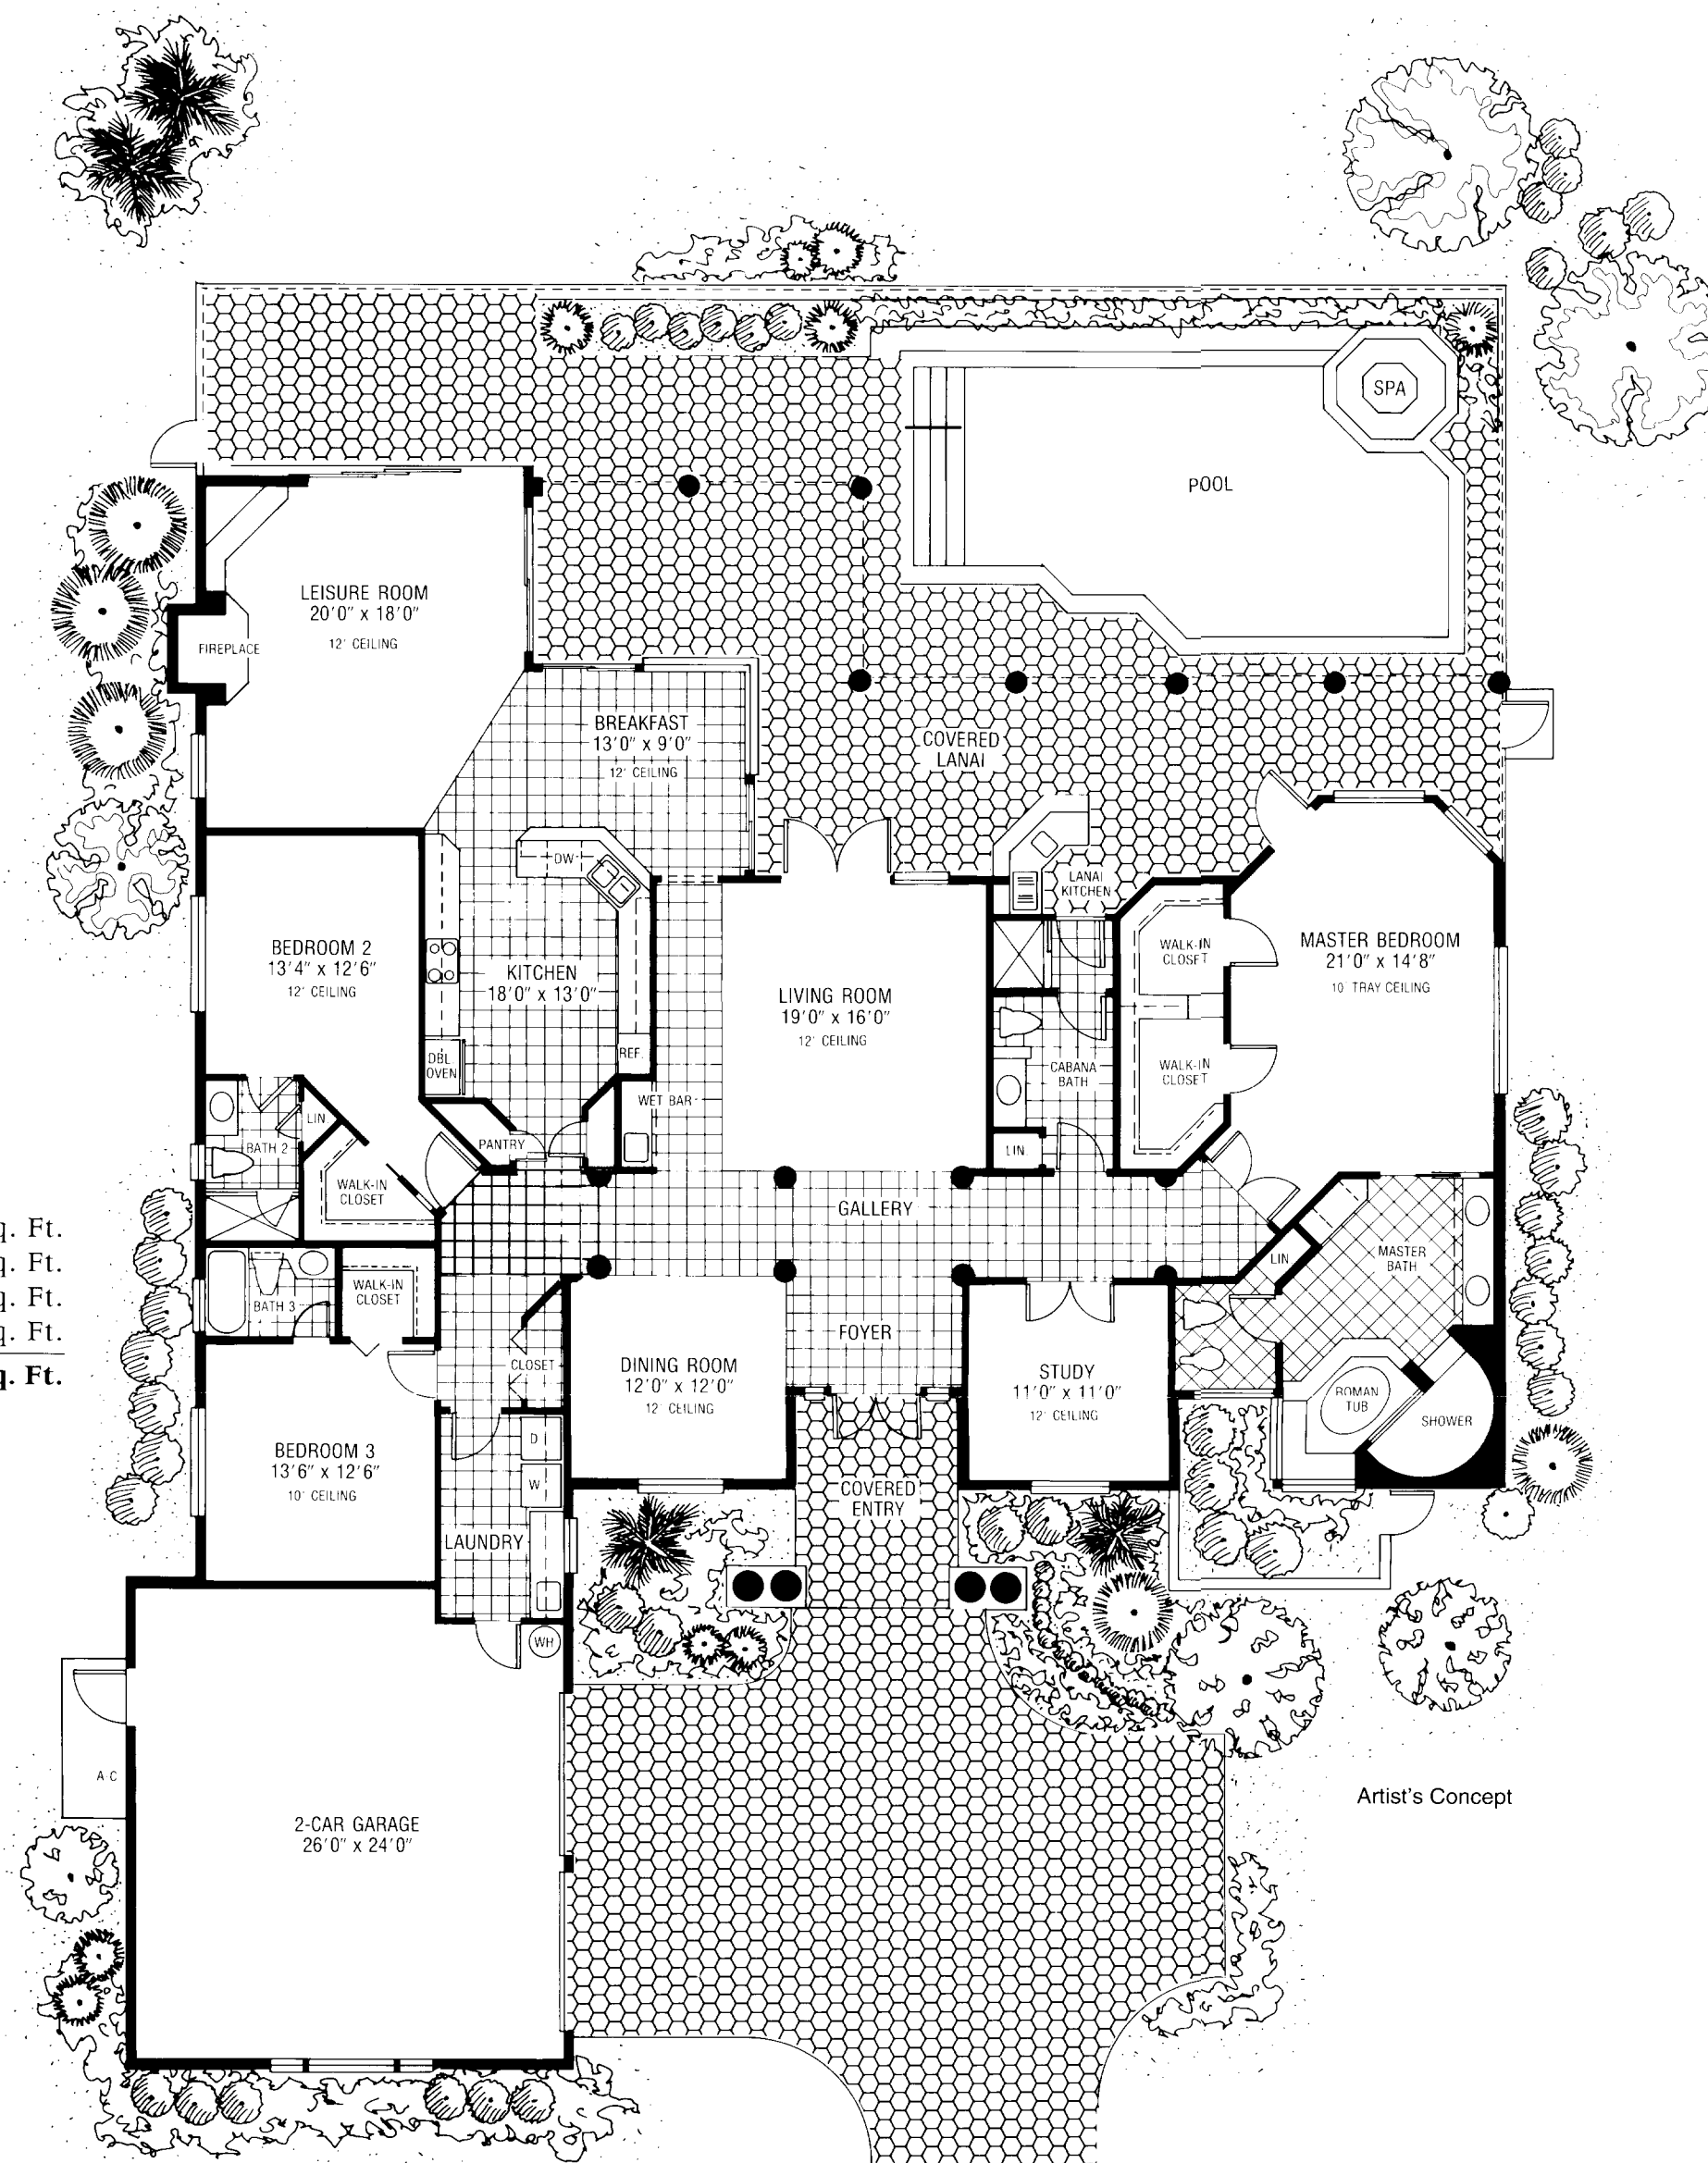 SPA
POOL
LEISURE ROOM
20'0" x 18'0"
12' CEILING
FIREPLACE
BREAKFAST
13'0" x 9'0"
12' CEILING
COVERED
LANAI
DW
LANAI
KITCHEN
BEDROOM 2
13'4" x 12'6"
12' CEILING
KITCHEN
18'0" x 13'0"
LIVING ROOM
19'0" x 16'0"
12' CEILING
WALK-IN
CLOSET
MASTER BEDROOM
21'0" x 14'8"
10' TRAY CEILING
DBL
OVEN
REF.
CABANA
BATH
WALK-IN
CLOSET
WET BAR
LIN
BATH 2
PANTRY
LIN
WALK-IN
CLOSET
GALLERY
q. Ft.
q. Ft.
q. Ft.
q. Ft.
q. Ft.
LIN
MASTER
BATH
WALK-IN
CLOSET
BATH 3
FOYER
CLOSET
DINING ROOM
12'0" x 12'0"
12' CEILING
STUDY
11'0" x 11'0"
12' CEILING
ROMAN
TUB
SHOWER
BEDROOM 3
13'6" x 12'6"
10' CEILING
D
W
COVERED
ENTRY
LAUNDRY
WH
A-C
2-CAR GARAGE
26'0" x 24'0"
Artist's Concept